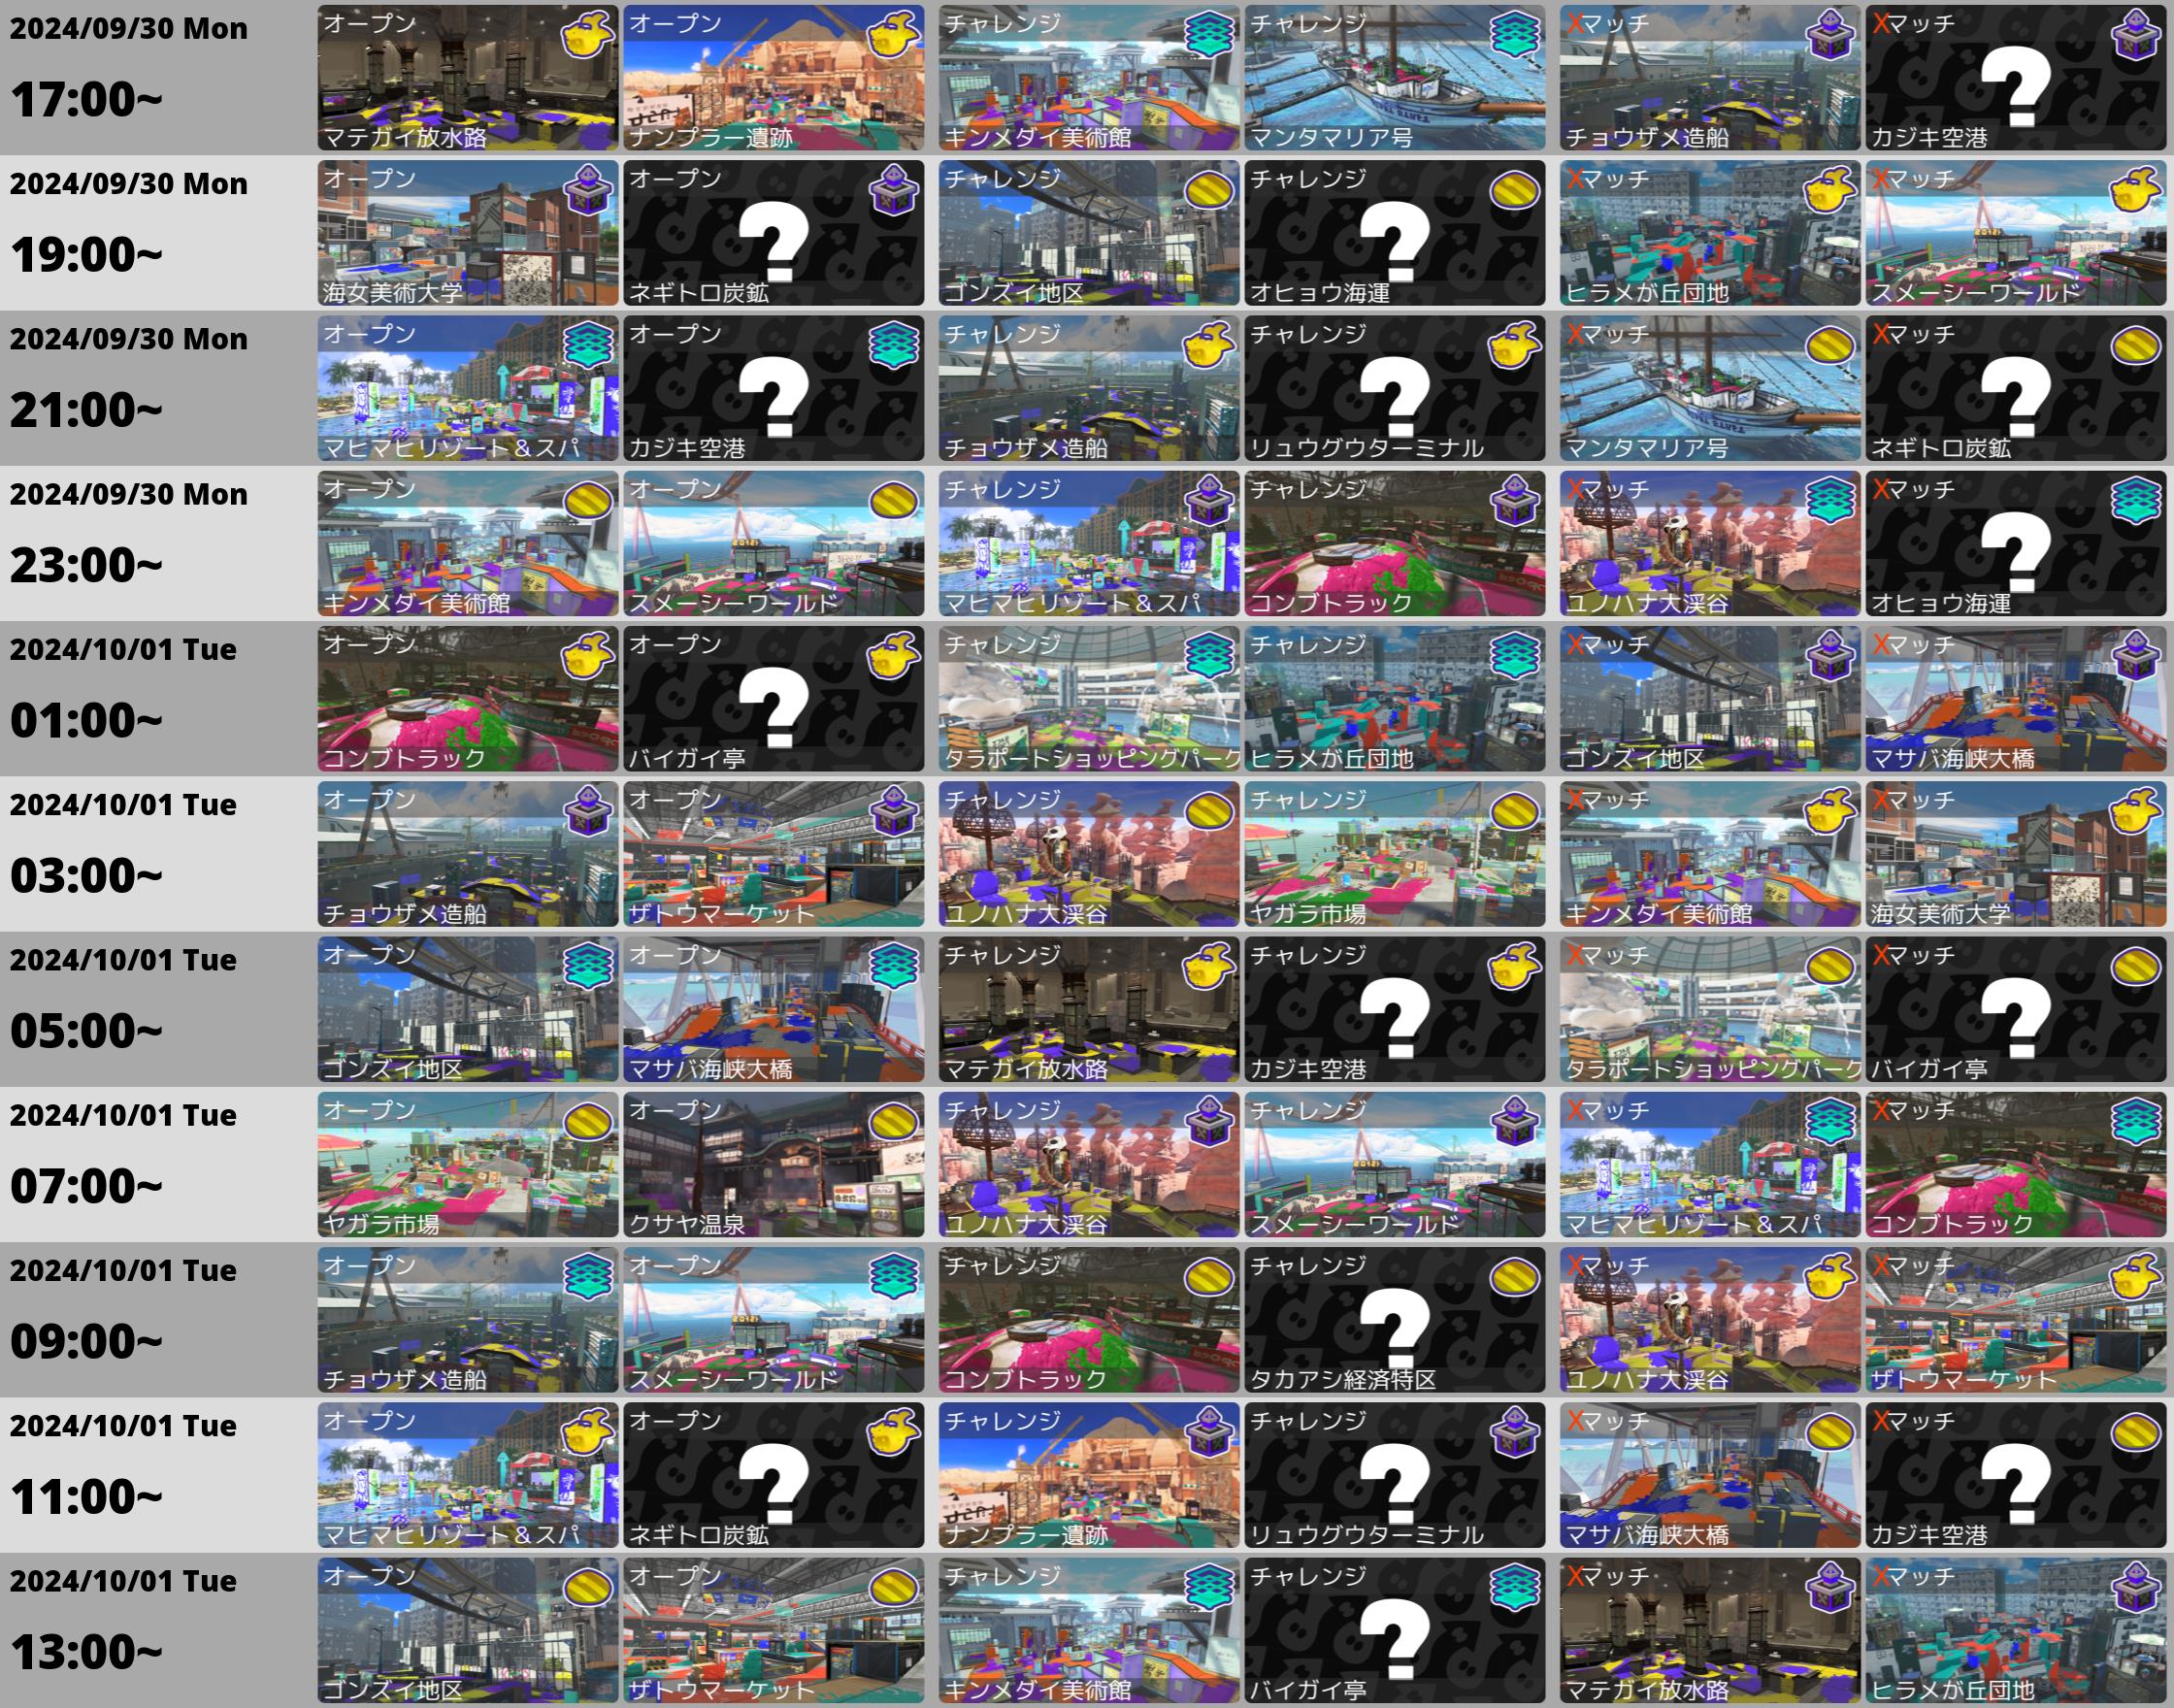 2024/09/30 Mon
17:00~
オープン
マテガイ放水路
オープン
ナンプラー遺跡
チャレンジ
キンメダイ美術館
チャレンジ
マンタマリア号
Xマッチ
チョウザメ造船
Xマッチ
?
カジキ空港
2024/09/30 Mon
19:00~
オープン
海女美術大学
オープン
?
ネギトロ炭鉱
チャレンジ
ゴンズイ地区
チャレンジ
?
オヒョウ海運
Xマッチ
ヒラメが丘団地
Xマッチ
スメーシーワールド
2024/09/30 Mon
21:00~
オープン
マヒマヒリゾート&スパ
オープン
?
カジキ空港
チャレンジ
チョウザメ造船
チャレンジ
?
リュウグウターミナル
Xマッチ
マンタマリア号
Xマッチ
?
ネギトロ炭鉱
2024/09/30 Mon
23:00~
オープン
キンメダイ美術館
オープン
スメーシーワールド
チャレンジ
マヒマヒリゾート&スパ
チャレンジ
コンブトラック
Xマッチ
ユノハナ大渓谷
Xマッチ
?
オヒョウ海運
2024/10/01 Tue
01:00~
オープン
コンブトラック
オープン
?
バイガイ亭
チャレンジ
タラポートショッピングパーク
チャレンジ
ヒラメが丘団地
Xマッチ
ゴンズイ地区
Xマッチ
マサバ海峡大橋
2024/10/01 Tue
03:00~
オープン
チョウザメ造船
オープン
ザトウマーケット
チャレンジ
ユノハナ大渓谷
チャレンジ
ヤガラ市場
Xマッチ
キンメダイ美術館
Xマッチ
海女美術大学
2024/10/01 Tue
05:00~
オープン
ゴンズイ地区
オープン
マサバ海峡大橋
チャレンジ
マテガイ放水路
チャレンジ
?
カジキ空港
Xマッチ
タラポートショッピングパーク
Xマッチ
?
バイガイ亭
2024/10/01 Tue
07:00~
オープン
ヤガラ市場
オープン
クサヤ温泉
チャレンジ
ユノハナ大渓谷
チャレンジ
スメーシーワールド
Xマッチ
マヒマヒリゾート&スパ
Xマッチ
コンブトラック
2024/10/01 Tue
09:00~
オープン
チョウザメ造船
オープン
スメーシーワールド
チャレンジ
コンブトラック
チャレンジ
?
タカアシ経済特区
Xマッチ
ユノハナ大渓谷
Xマッチ
ザトウマーケット
2024/10/01 Tue
11:00~
オープン
マヒマヒリゾート&スパ
オープン
?
ネギトロ炭鉱
チャレンジ
ナンプラー遺跡
チャレンジ
?
リュウグウターミナル
Xマッチ
マサバ海峡大橋
Xマッチ
?
カジキ空港
2024/10/01 Tue
13:00~
オープン
ゴンズイ地区
オープン
ザトウマーケット
チャレンジ
キンメダイ美術館
チャレンジ
?
バイガイ亭
Xマッチ
マテガイ放水路
Xマッチ
ヒラメが丘団地